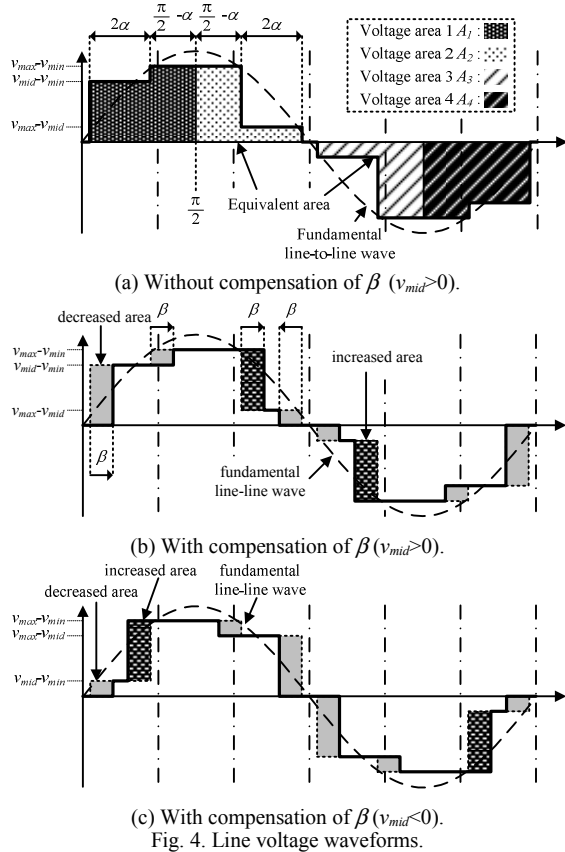 2α π/2 -α π/2 -α 2α
Voltage area 1 A1 :
Voltage area 2 A2 :
Voltage area 3 A3 :
Voltage area 4 A4 :
vmax-vmin
vmid-vmin
vmax-vmid
π/2
Equivalent area
Fundamental
line-to-line wave
(a) Without compensation of β (vmid>0).
decreased area
β β β
increased area
vmax-vmin
vmid-vmin
vmax-vmid
β
fundamental
line-line wave
(b) With compensation of β (vmid>0).
increased area
decreased area
fundamental
line-line wave
vmax-vmin
vmax-vmid
vmid-vmin
(c) With compensation of β (vmid<0).
Fig. 4. Line voltage waveforms.